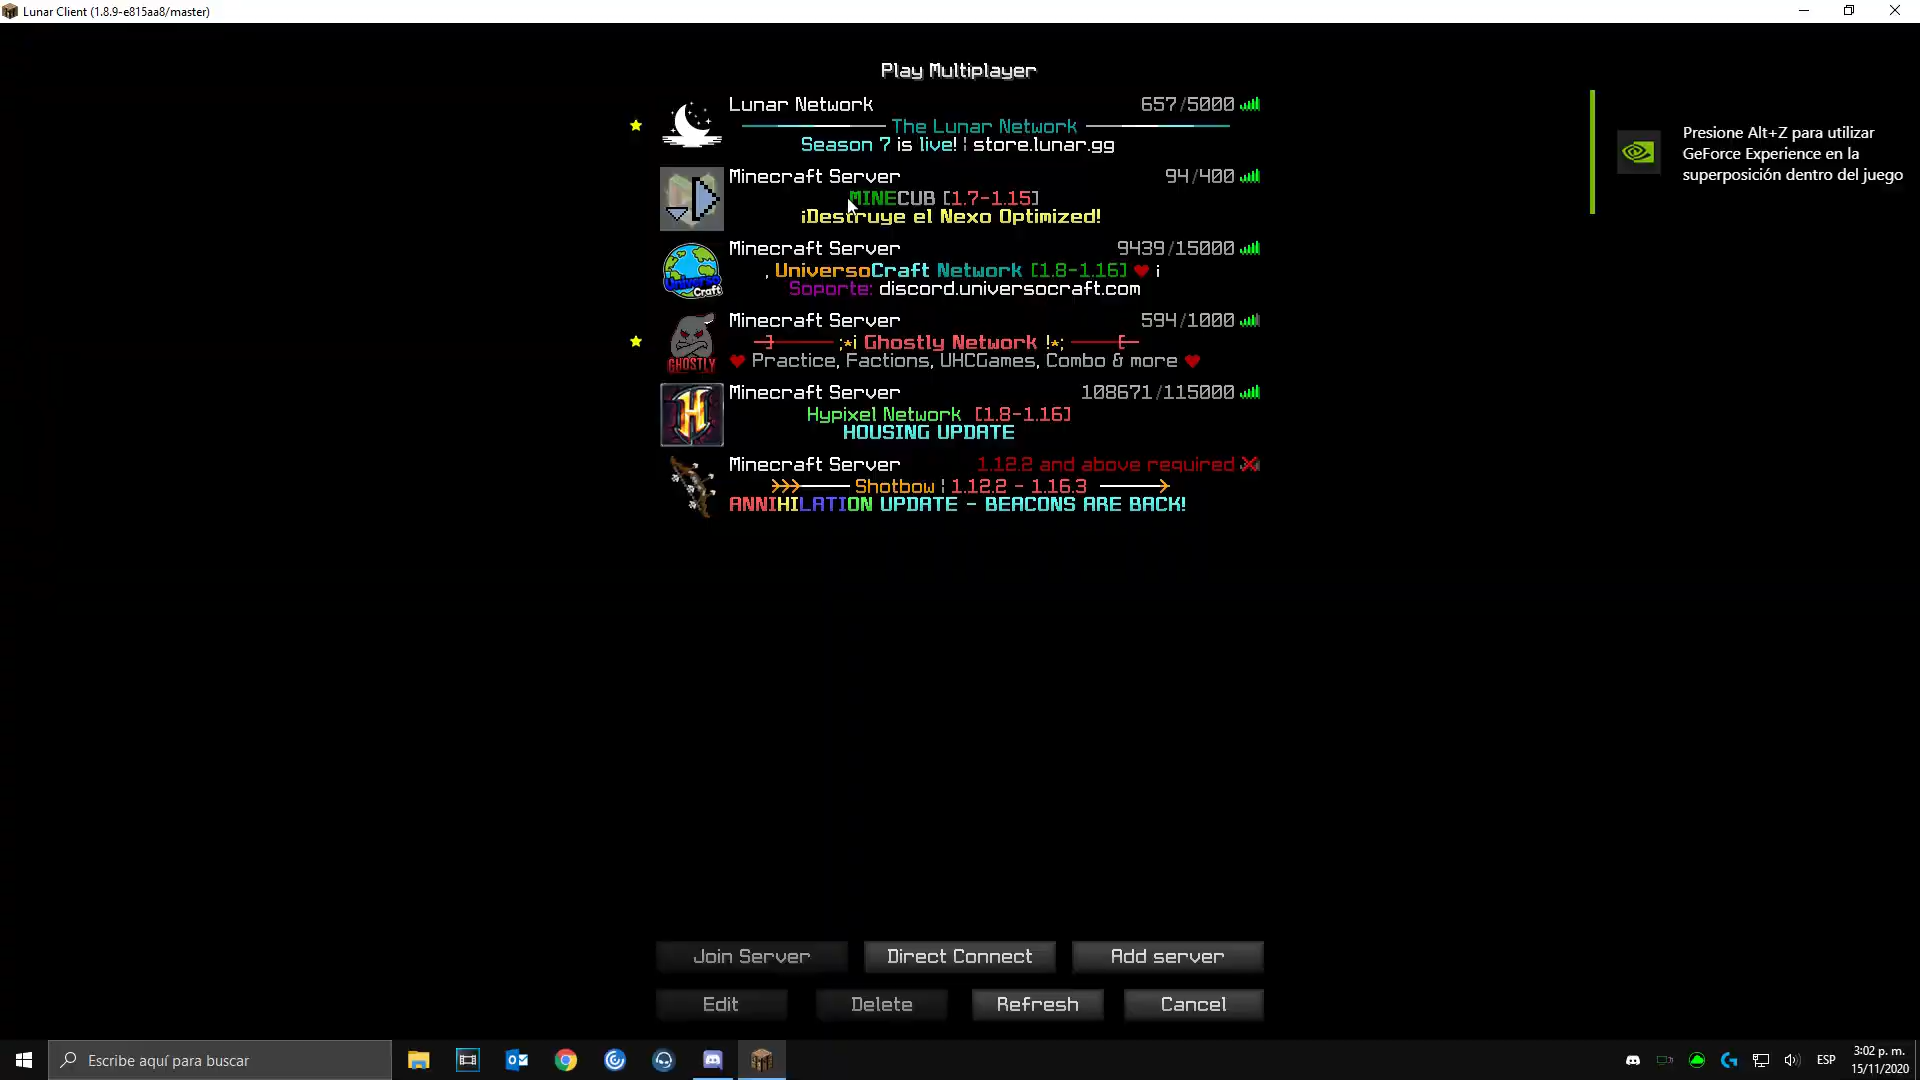 Lunar Client (1.8.9-e815aa8/master)
Play Multiplayer
Lunar Network 657/5000
The Lunar Network
Season 7 is live! | store.lunar.gg
Minecraft Server 94/400
MINECUB [1.7-1.15]
¡Destruye el Nexo Optimized!
Minecraft Server 9439/15000
, UniversoCraft Network [1.8-1.16] ❤ ¡
Soporte: discord.universocraft.com
Universo
Craft
Minecraft Server 594/1000
;*¡ Ghostly Network !*;
❤ Practice, Factions, UHCGames, Combo & more ❤
GHOSTLY
Minecraft Server 108671/115000
Hypixel Network [1.8-1.16]
HOUSING UPDATE
H
Minecraft Server 1.12.2 and above required
Shotbow | 1.12.2 - 1.16.3
ANNIHILATION UPDATE - BEACONS ARE BACK!
Presione Alt+Z para utilizar
GeForce Experience en la
superposición dentro del juego
Join Server Direct Connect Add server
Edit Delete Refresh Cancel
Escribe aquí para buscar
ESP
3:02 p. m.
15/11/2020